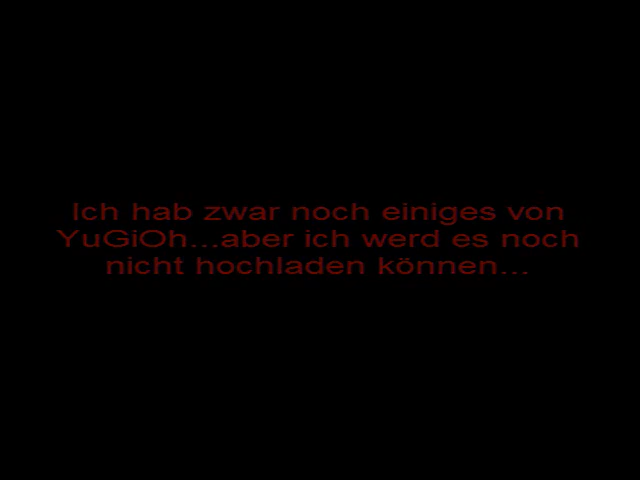 Ich hab zwar noch einiges von
YuGiOh...aber ich werd es noch
nicht hochladen können...